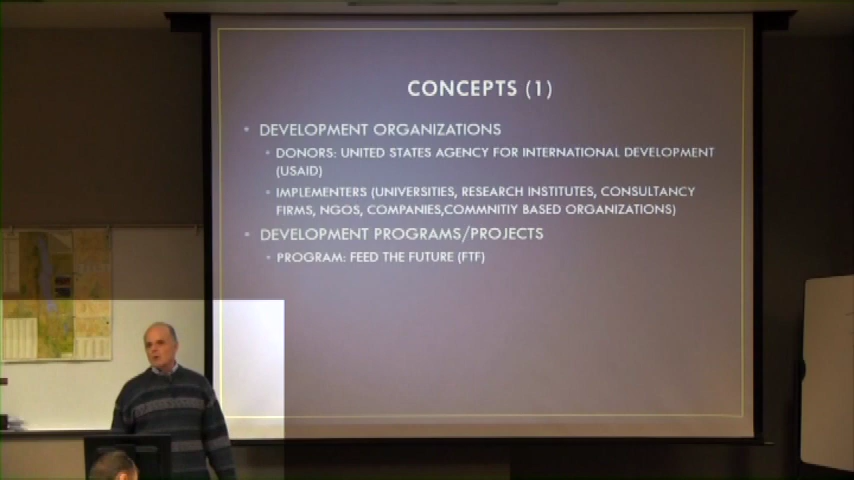 CONCEPTS (1)
• DEVELOPMENT ORGANIZATIONS
• DONORS: UNITED STATES AGENCY FOR INTERNATIONAL DEVELOPMENT
(USAID)
• IMPLEMENTERS (UNIVERSITIES, RESEARCH INSTITUTES, CONSULTANCY
FIRMS, NGOS, COMPANIES,COMMNITIY BASED ORGANIZATIONS)
• DEVELOPMENT PROGRAMS/PROJECTS
• PROGRAM: FEED THE FUTURE (FTF)